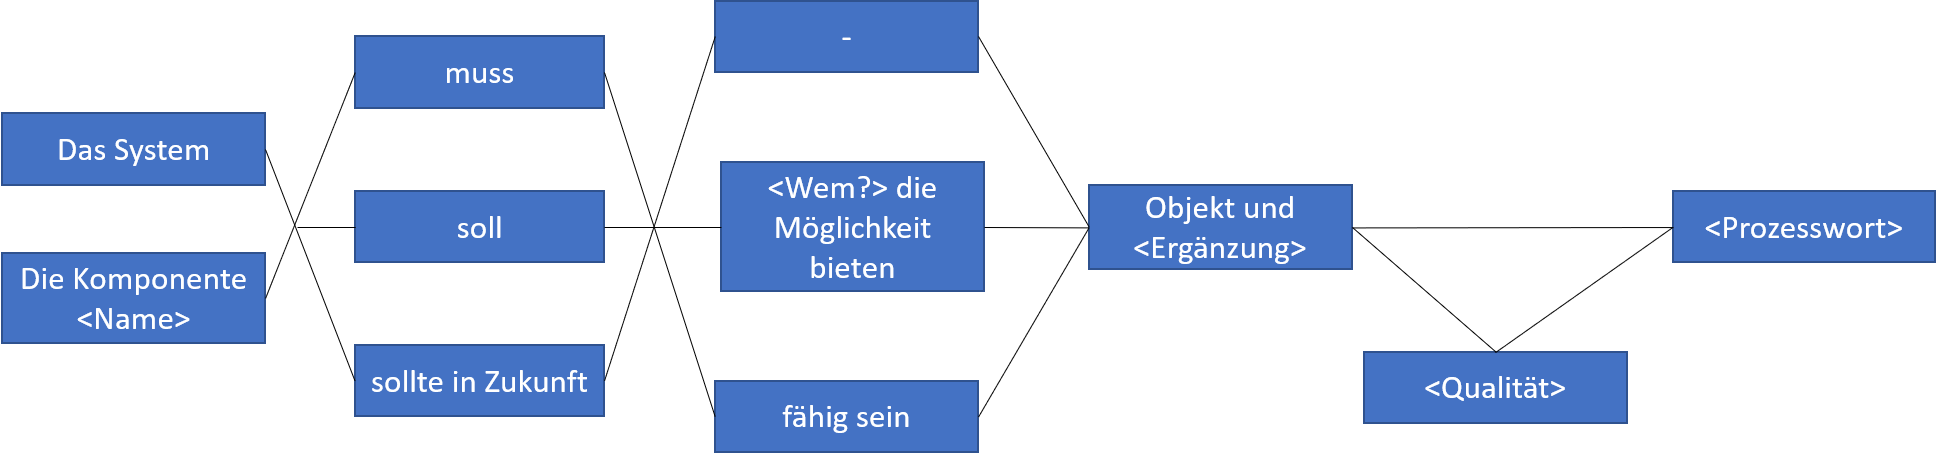 Das System
Die Komponente
<Name>
muss
soll
sollte in Zukunft
-
<Wem?> die
Möglichkeit
bieten
fähig sein
Objekt und
<Ergänzung>
<Qualität>
<Prozesswort>